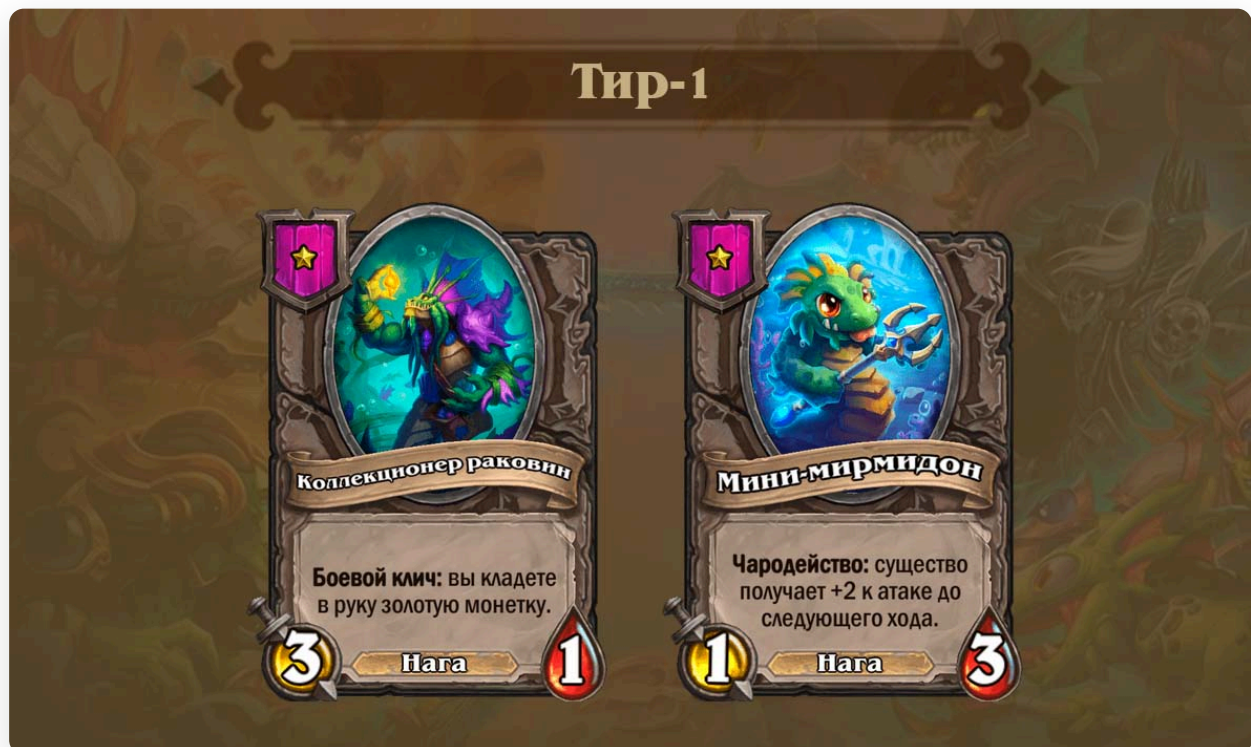 Тир-1
Коллекционер раковин
Боевой клич: вы кладете
в руку золотую монетку.
3
Нага
1
Мини-мирмидон
Чародейство: существо
получает +2 к атаке до
следующего хода.
1
Нага
3